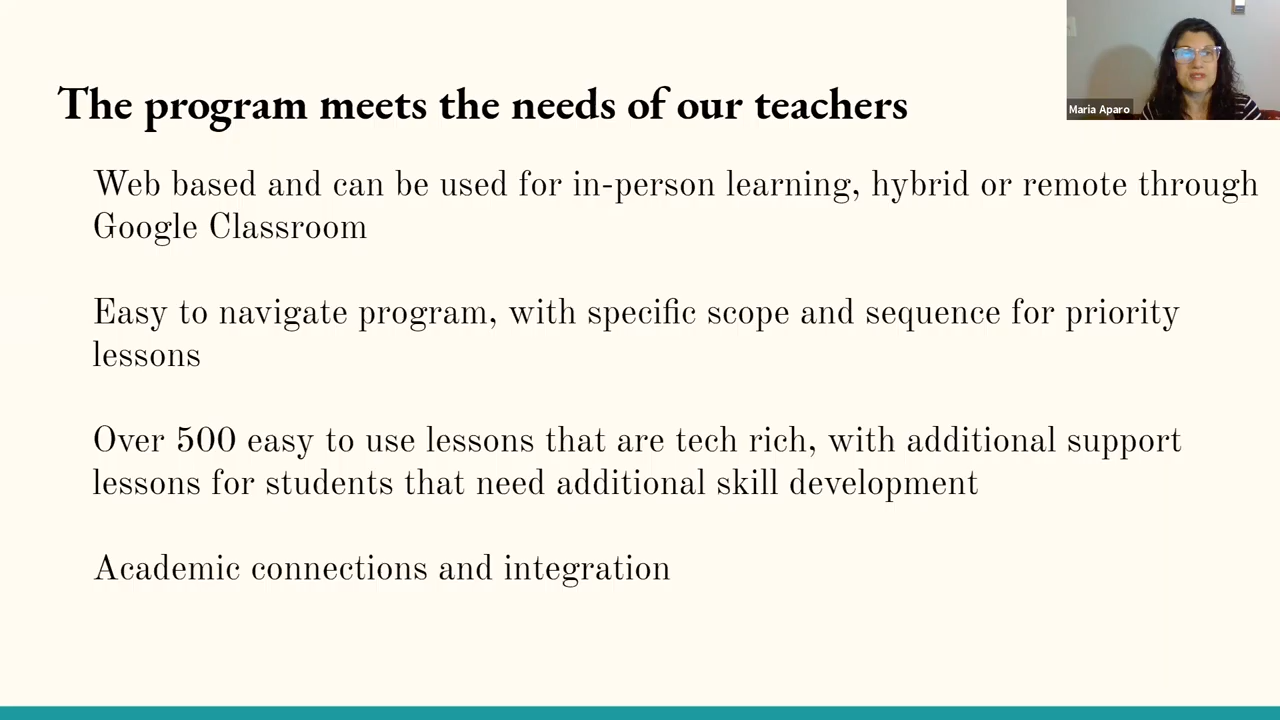 The program meets the needs of our teachers
Maria Aparo
Web based and can be used for in-person learning, hybrid or remote through
Google Classroom
Easy to navigate program, with specific scope and sequence for priority
lessons
Over 500 easy to use lessons that are tech rich, with additional support
lessons for students that need additional skill development
Academic connections and integration